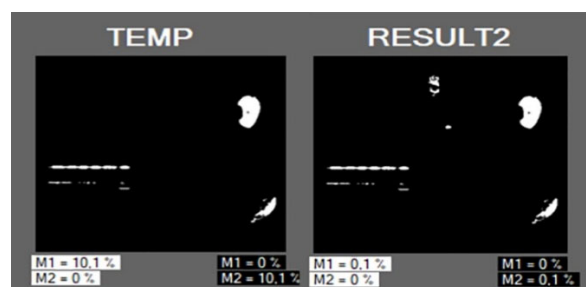 TEMP
RESULT2
M1 = 10,1 %
M2 = 0 %
M1 = 0 %
M2 = 10,1 %
M1 = 0,1 %
M2 = 0 %
M1 = 0 %
M2 = 0,1 %